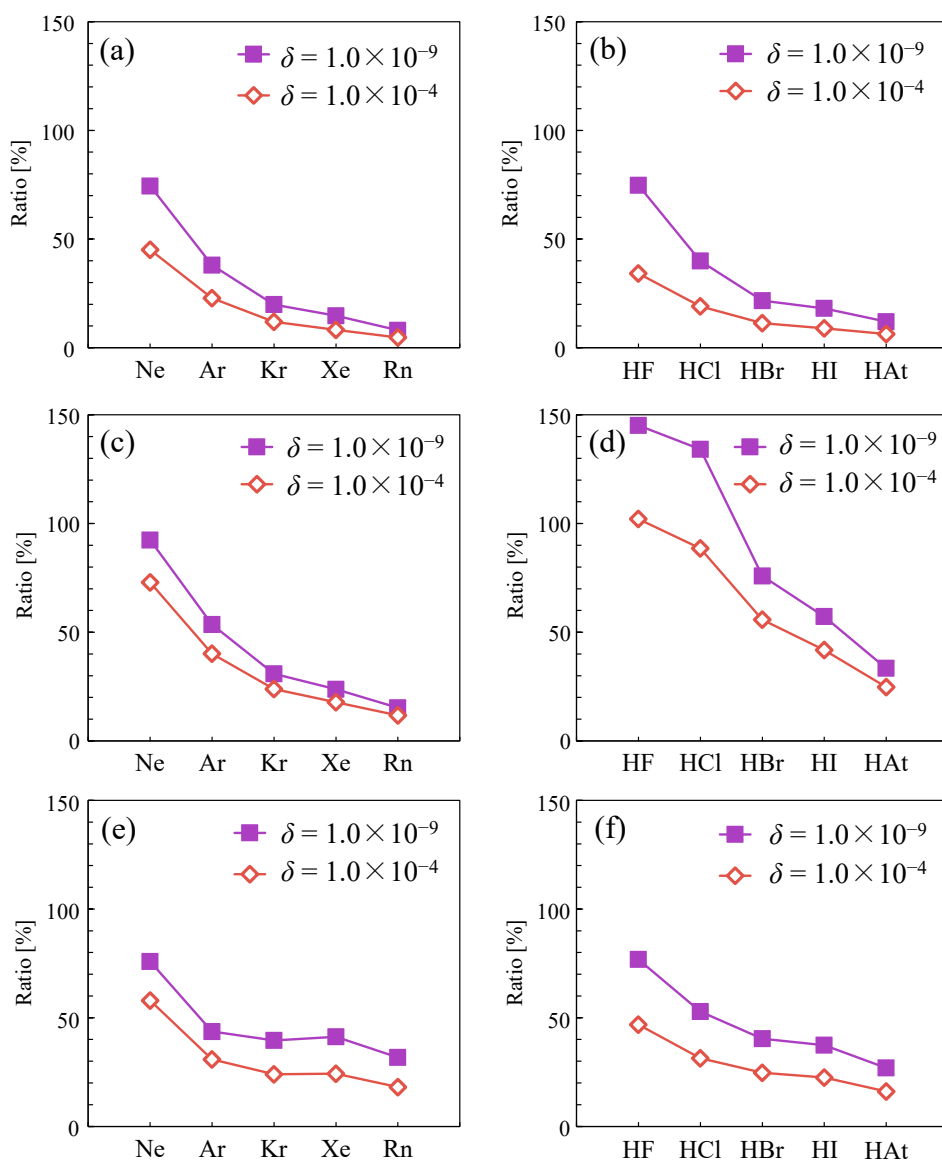 (a)
δ = 1.0×10⁻⁹
δ = 1.0×10⁻⁴
Ratio [%]
150
100
50
0
Ne Ar Kr Xe Rn
(b)
δ = 1.0×10⁻⁹
δ = 1.0×10⁻⁴
Ratio [%]
150
100
50
0
HF HCl HBr HI HAt
(c)
δ = 1.0×10⁻⁹
δ = 1.0×10⁻⁴
Ratio [%]
150
100
50
0
Ne Ar Kr Xe Rn
(d)
δ = 1.0×10⁻⁹
δ = 1.0×10⁻⁴
Ratio [%]
150
100
50
0
HF HCl HBr HI HAt
(e)
δ = 1.0×10⁻⁹
δ = 1.0×10⁻⁴
Ratio [%]
150
100
50
0
Ne Ar Kr Xe Rn
(f)
δ = 1.0×10⁻⁹
δ = 1.0×10⁻⁴
Ratio [%]
150
100
50
0
HF HCl HBr HI HAt